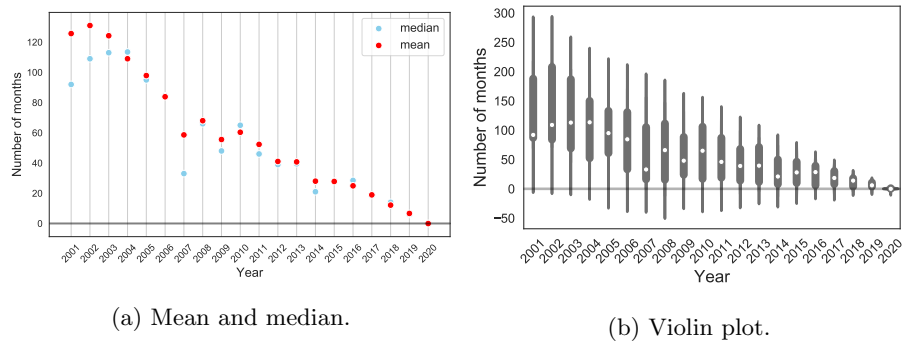 median
mean
Number of months
120
100
80
60
40
20
0
2001 2002 2003 2004 2005 2006 2007 2008 2009 2010 2011 2012 2013 2014 2015 2016 2017 2018 2019 2020
Year
(a) Mean and median.
Number of months
300
250
200
150
100
50
0
−50
2001 2002 2003 2004 2005 2006 2007 2008 2009 2010 2011 2012 2013 2014 2015 2016 2017 2018 2019 2020
Year
(b) Violin plot.